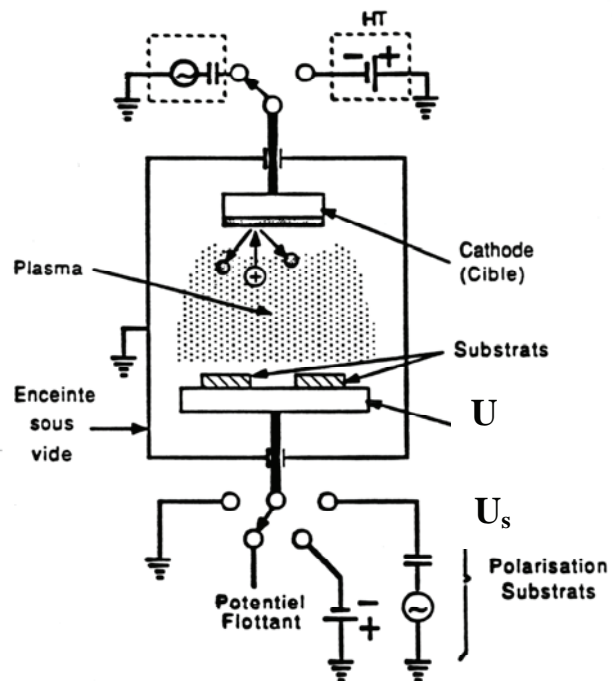 HT
- +
Cathode
(Cible)
Plasma
+
Substrats
Enceinte
sous
vide
U
Us
Potentiel
Flottant
-
+
Polarisation
Substrats